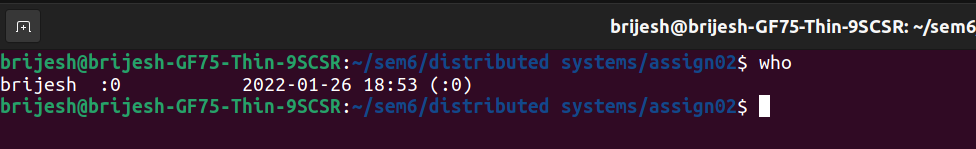 brijesh@brijesh-GF75-Thin-9SCSR: ~/sem6
brijesh@brijesh-GF75-Thin-9SCSR:~/sem6/distributed systems/assign02$ who
brijesh  :0           2022-01-26 18:53 (:0)
brijesh@brijesh-GF75-Thin-9SCSR:~/sem6/distributed systems/assign02$